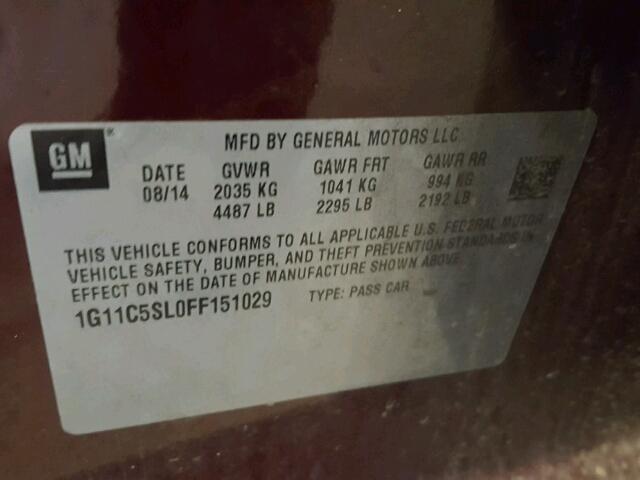 GM
MFD BY GENERAL MOTORS LLC
DATE GVWR GAWR FRT GAWR RR
08/14 2035 KG 1041 KG 994 KG
4487 LB 2295 LB 2192 LB
THIS VEHICLE CONFORMS TO ALL APPLICABLE U.S. FEDERAL MOTOR
VEHICLE SAFETY, BUMPER, AND THEFT PREVENTION STANDARDS IN
EFFECT ON THE DATE OF MANUFACTURE SHOWN ABOVE.
1G11C5SL0FF151029 TYPE: PASS CAR